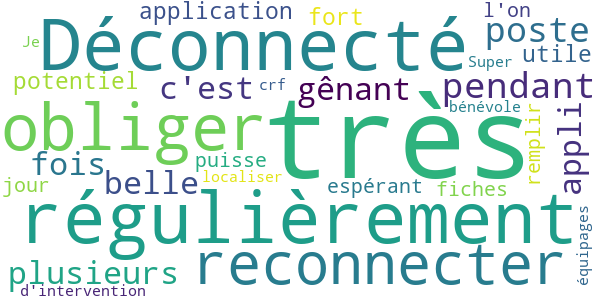 application
fort
l'on
Je
Déconnecté
poste
Super
utile
potentiel
c'est
crf
gênant
pendant
obliger
très
bénévole
appli
remplir
fois
puisse
belle
localiser
jour
espérant
fiches
régulièrement
équipages
reconnecter
plusieurs
d'intervention